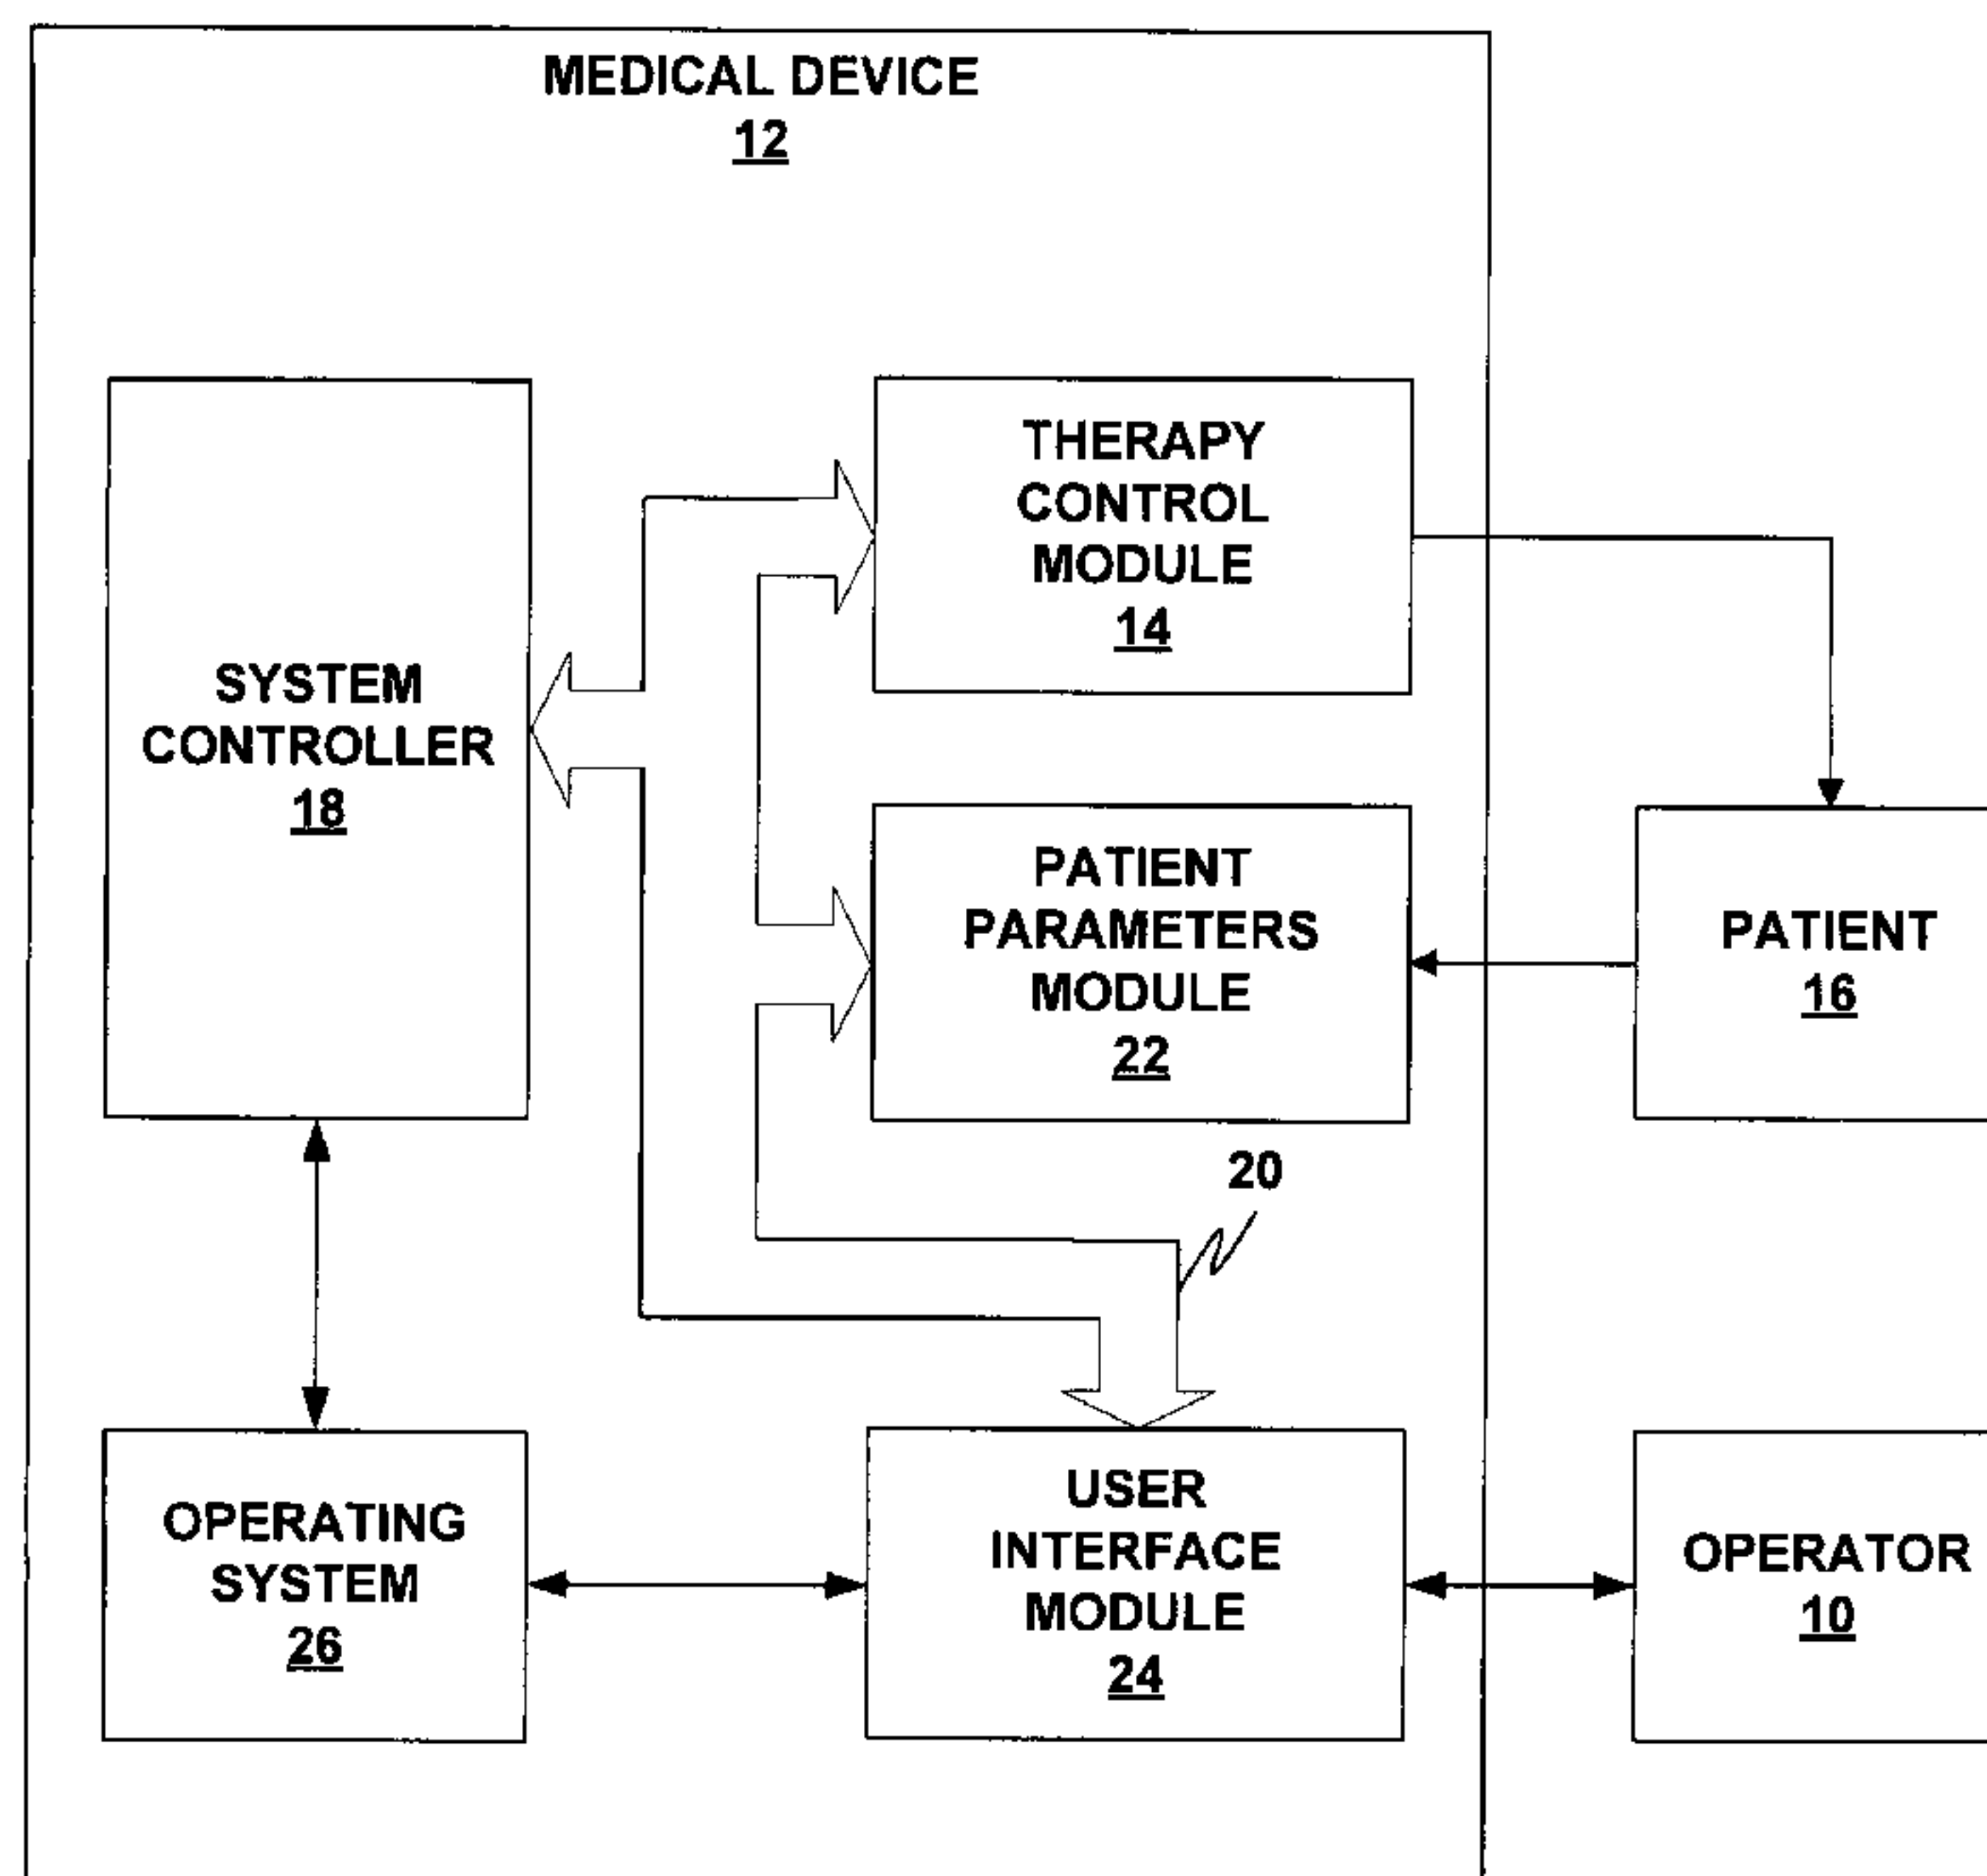 MEDICAL DEVICE
12
THERAPY
CONTROL
MODULE
14
SYSTEM
CONTROLLER
18
PATIENT
PARAMETERS
MODULE
22
PATIENT
16
20
OPERATING
SYSTEM
26
USER
INTERFACE
MODULE
24
OPERATOR
10